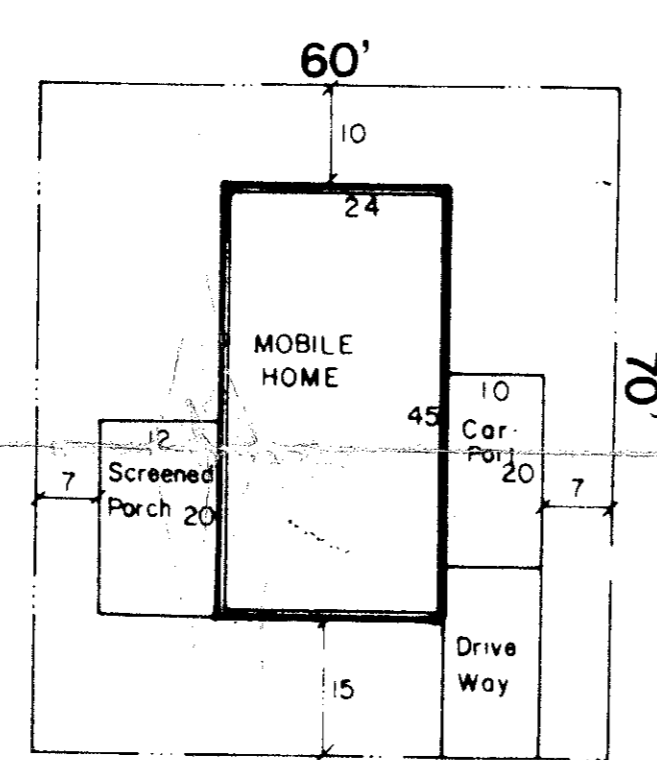 60'
10
24
MOBILE
HOME
70'
10
45
Car-
Port
20
12
7
Screened
Porch 20
7
Drive
Way
15